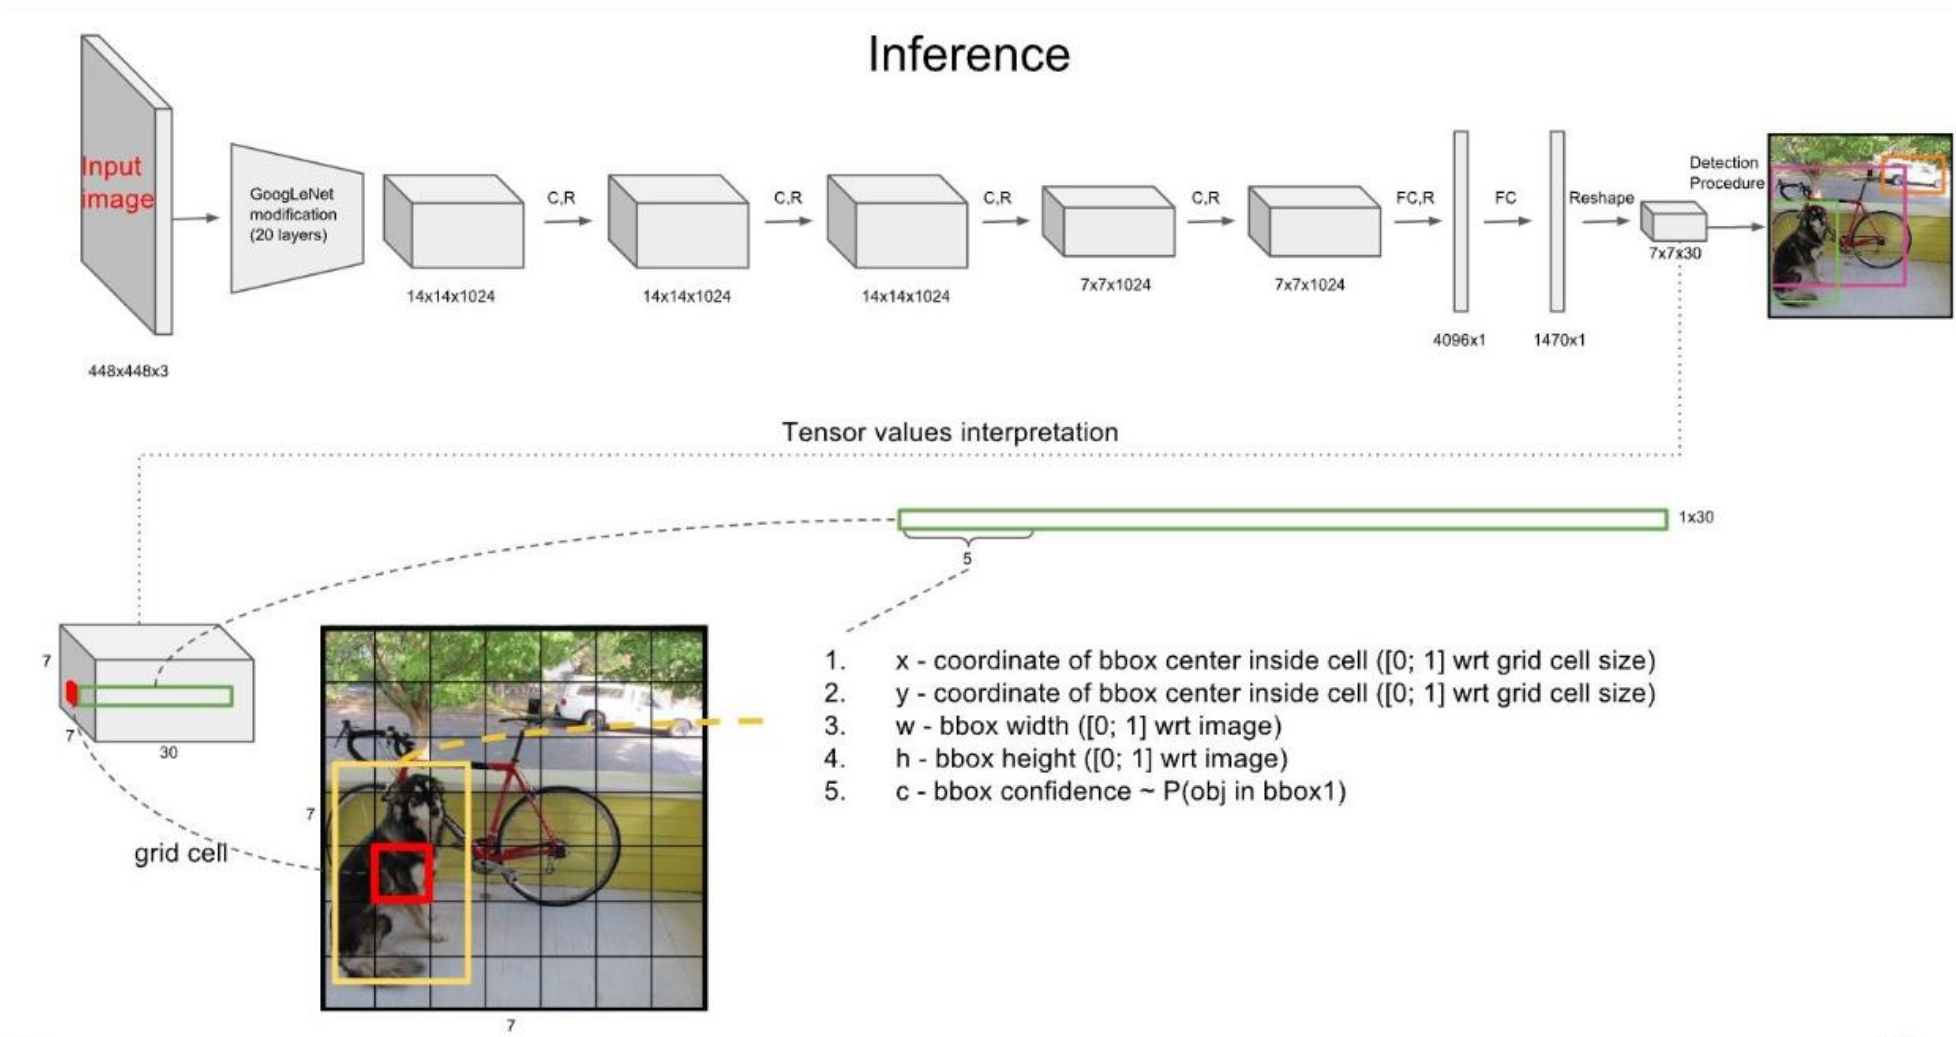 Inference
Input
image
448x448x3
GoogLeNet
modification
(20 layers)
14x14x1024
C,R
14x14x1024
C,R
14x14x1024
C,R
7x7x1024
C,R
7x7x1024
FC,R
4096x1
FC
1470x1
Reshape
7x7x30
Detection
Procedure
Tensor values interpretation
1x30
5
7
7
30
grid cell
7
7
1. x - coordinate of bbox center inside cell ([0; 1] wrt grid cell size)
2. y - coordinate of bbox center inside cell ([0; 1] wrt grid cell size)
3. w - bbox width ([0; 1] wrt image)
4. h - bbox height ([0; 1] wrt image)
5. c - bbox confidence ~ P(obj in bbox1)